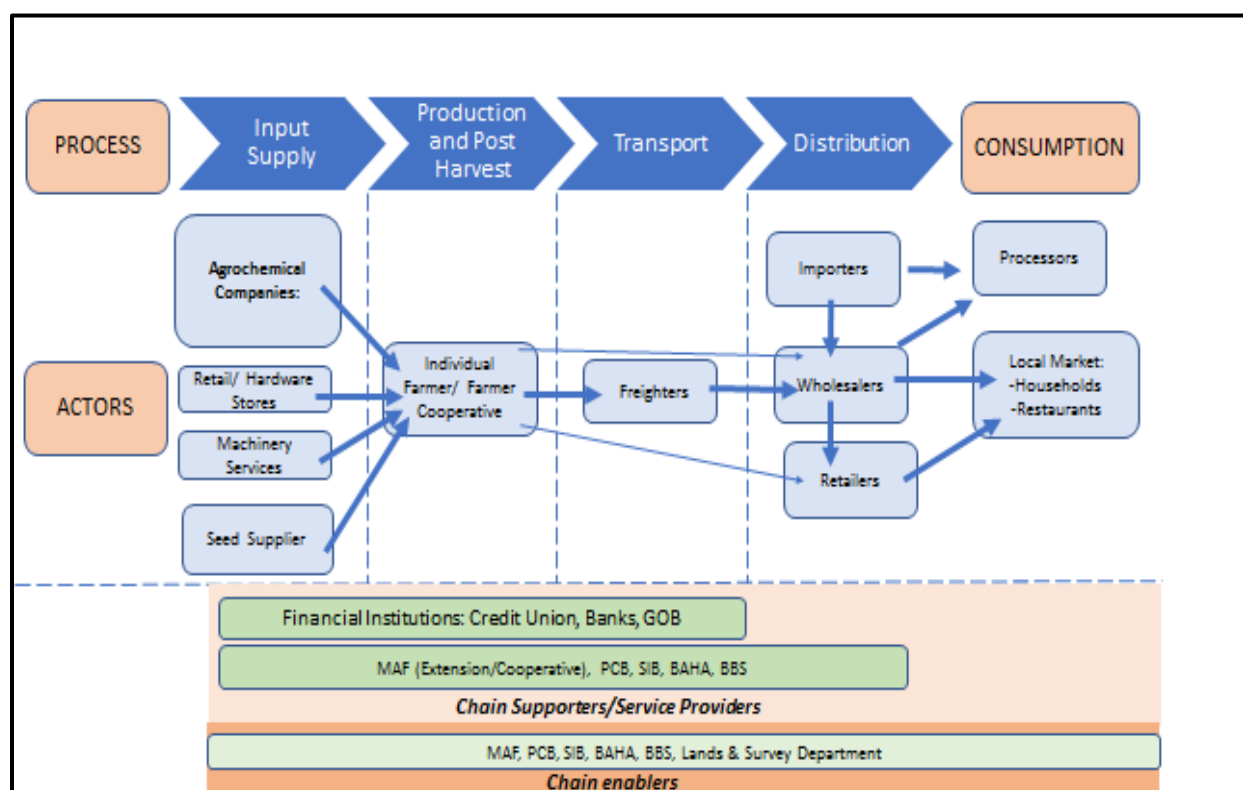 PROCESS
Input
Supply
Production
and Post
Harvest
Transport
Distribution
CONSUMPTION
ACTORS
Agrochemical
Companies:
Retail/ Hardware
Stores
Machinery
Services
Seed Supplier
Individual
Farmer/ Farmer
Cooperative
Freighters
Importers
Wholesalers
Retailers
Processors
Local Market:
-Households
-Restaurants
Financial Institutions: Credit Union, Banks, GOB
MAF (Extension/Cooperative), PCB, SIB, BAHA, BBS
Chain Supporters/Service Providers
MAF, PCB, SIB, BAHA, BBS, Lands & Survey Department
Chain enablers